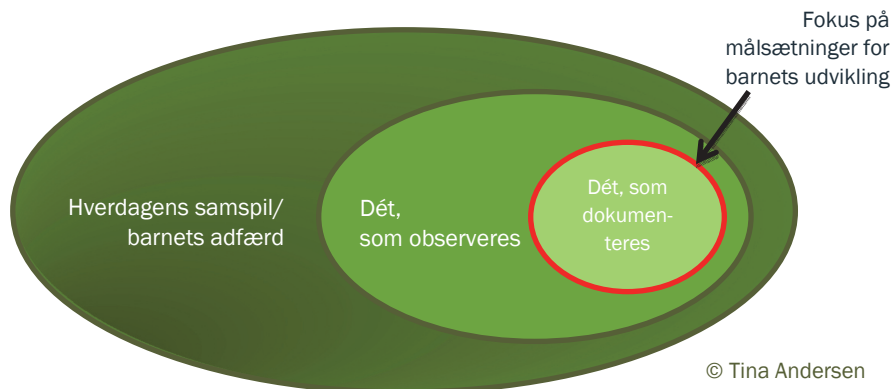 Fokus på
målsætninger for
barnets udvikling
Hverdagens samspil/
barnets adfærd
Dét,
som observeres
Dét, som
dokumen-
teres
© Tina Andersen